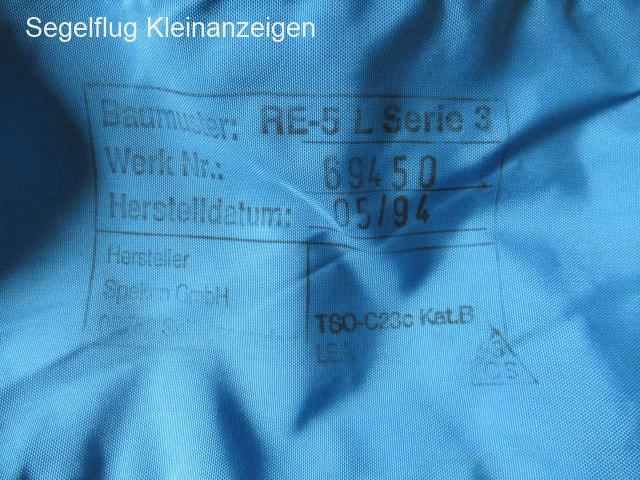 Segelflug Kleinanzeigen
Baumuster: RE-5 L Serie 3
Werk Nr.: 69450
Herstelldatum: 05/94
Hersteller
Spekon GmbH
TSO-C23c Kat.B